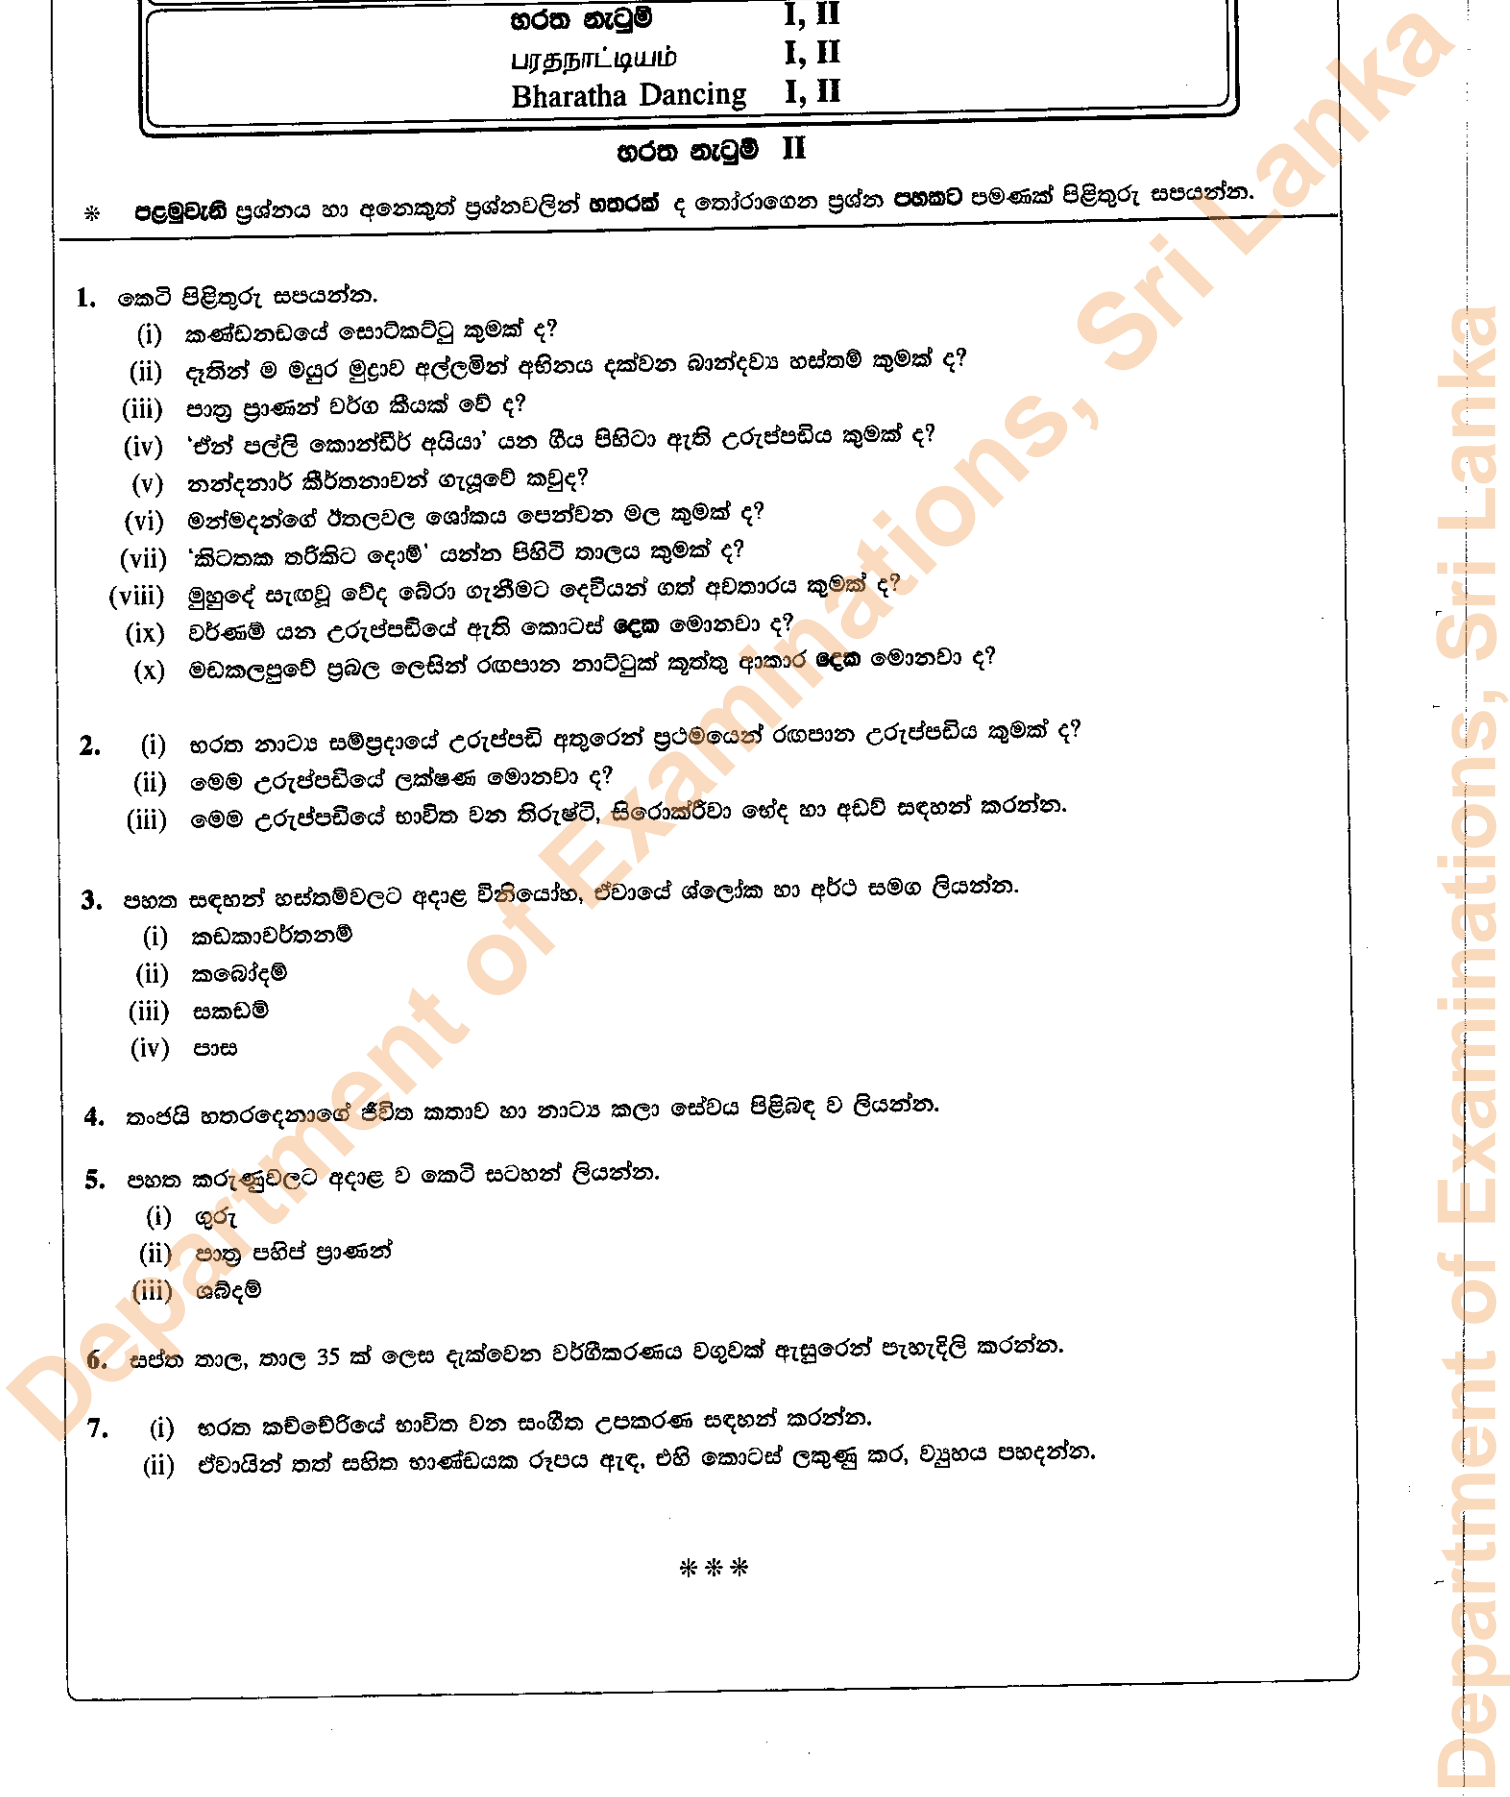 භරත නැටුම් I, II
பரதநாட்டியம் I, II
Bharatha Dancing I, II
භරත නැටුම් II
* පළමුවැනි ප්‍රශ්නය හා අනෙකුත් ප්‍රශ්නවලින් හතරක් ද තෝරාගෙන ප්‍රශ්න පහකට පමණක් පිළිතුරු සපයන්න.
1. කෙටි පිළිතුරු සපයන්න.
(i) කණ්ඩනඩයේ සොට්කට්ටු කුමක් ද?
(ii) දෑතින් ම මයුර මුද්‍රාව අල්ලමින් අභිනය දක්වන බාන්දව්‍ය හස්තම් කුමක් ද?
(iii) පාත්‍ර ප්‍රාණන් වර්ග කීයක් වේ ද?
(iv) ‘ඒන් පල්ලි කොන්ඩීර් අයියා’ යන ගීය පිහිටා ඇති උරුප්පඩිය කුමක් ද?
(v) නන්දනාර් කීර්තනාවන් ගැයූවේ කවුද?
(vi) මන්මදන්ගේ ඊතලවල ශෝකය පෙන්වන මල කුමක් ද?
(vii) ‘කිටතක තරිකිට දොම්’ යන්න පිහිටි තාලය කුමක් ද?
(viii) මුහුදේ සැඟවූ වේද බේරා ගැනීමට දෙවියන් ගත් අවතාරය කුමක් ද?
(ix) වර්ණම් යන උරුප්පඩියේ ඇති කොටස් දෙක මොනවා ද?
(x) මඩකලපුවේ ප්‍රබල ලෙසින් රඟපාන නාට්ටුක් කූත්තු ආකාර දෙක මොනවා ද?
2. (i) භරත නාට්‍ය සම්ප්‍රදායේ උරුප්පඩි අතුරෙන් ප්‍රථමයෙන් රඟපාන උරුප්පඩිය කුමක් ද?
(ii) මෙම උරුප්පඩියේ ලක්ෂණ මොනවා ද?
(iii) මෙම උරුප්පඩියේ භාවිත වන තිරුෂ්ටි, සිරොක්රීවා භේද හා අඩව් සඳහන් කරන්න.
3. පහත සඳහන් හස්තම්වලට අදාළ විනියෝහ, ඒවායේ ශ්ලෝක හා අර්ථ සමග ලියන්න.
(i) කඩකාවර්තනම්
(ii) කබෝදම්
(iii) සකඩම්
(iv) පාස
4. තංජයි හතරදෙනාගේ ජීවිත කතාව හා නාට්‍ය කලා සේවය පිළිබඳ ව ලියන්න.
5. පහත කරුණුවලට අදාළ ව කෙටි සටහන් ලියන්න.
(i) ගුරු
(ii) පාත්‍ර පහිප් ප්‍රාණන්
(iii) ශබ්දම්
6. සප්ත තාල, තාල 35 ක් ලෙස දැක්වෙන වර්ගීකරණය වගුවක් ඇසුරෙන් පැහැදිලි කරන්න.
7. (i) භරත කච්චේරියේ භාවිත වන සංගීත උපකරණ සඳහන් කරන්න.
(ii) ඒවායින් තත් සහිත භාණ්ඩයක රූපය ඇඳ, එහි කොටස් ලකුණු කර, ව්‍යුහය පහදන්න.
***
Department of Examinations, Sri Lanka
Department of Examinations, Sri Lanka